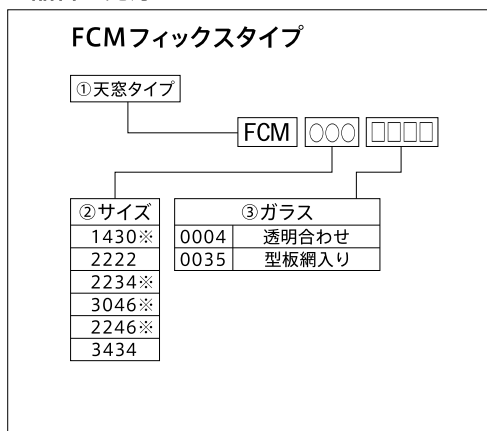 FCMフィックスタイプ
①天窓タイプ
FCM ○○○ □□□□
②サイズ
1430※
2222
2234※
3046※
2246※
3434
③ガラス
0004 透明合わせ
0035 型板網入り